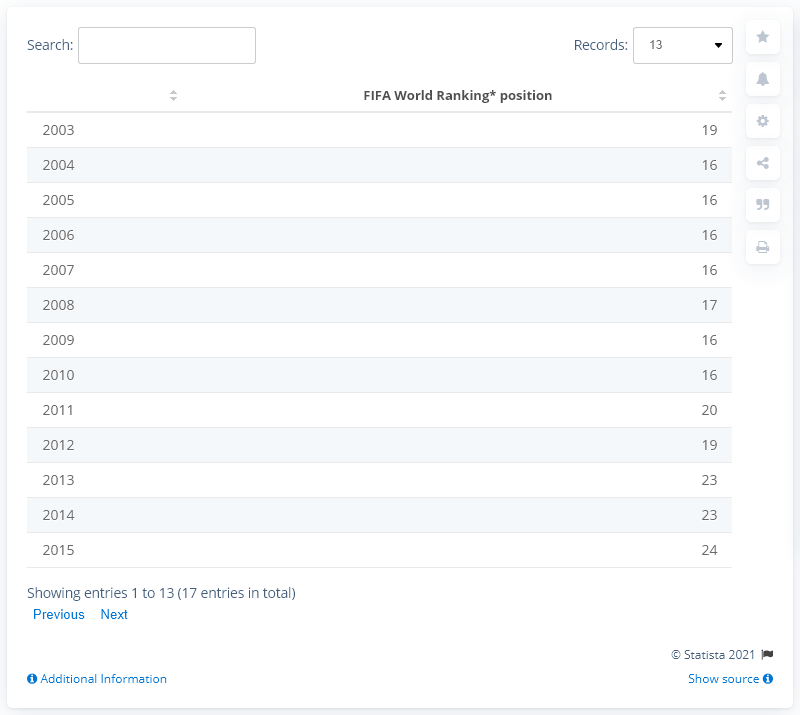 Search:
Records: 13
FIFA World Ranking* position
2003 19
2004 16
2005 16
2006 16
2007 16
2008 17
2009 16
2010 16
2011 20
2012 19
2013 23
2014 23
2015 24
Showing entries 1 to 13 (17 entries in total)
Previous Next
© Statista 2021
Additional Information Show source